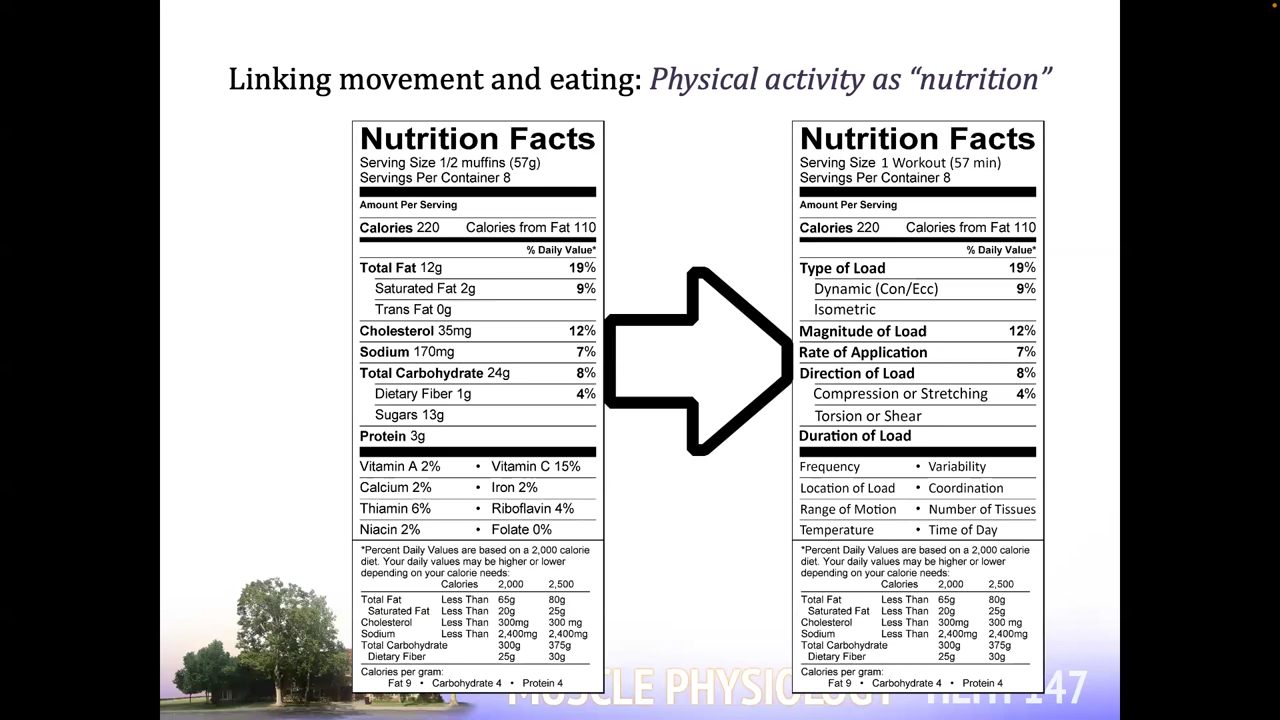 Linking movement and eating: Physical activity as “nutrition”
Nutrition Facts
Serving Size 1/2 muffins (57g)
Servings Per Container 8
Amount Per Serving
Calories 220 Calories from Fat 110
% Daily Value*
Total Fat 12g 19%
Saturated Fat 2g 9%
Trans Fat 0g
Cholesterol 35mg 12%
Sodium 170mg 7%
Total Carbohydrate 24g 8%
Dietary Fiber 1g 4%
Sugars 13g
Protein 3g
Vitamin A 2% • Vitamin C 15%
Calcium 2% • Iron 2%
Thiamin 6% • Riboflavin 4%
Niacin 2% • Folate 0%
*Percent Daily Values are based on a 2,000 calorie
diet. Your daily values may be higher or lower
depending on your calorie needs:
Calories 2,000 2,500
Total Fat Less Than 65g 80g
Saturated Fat Less Than 20g 25g
Cholesterol Less Than 300mg 300 mg
Sodium Less Than 2,400mg 2,400mg
Total Carbohydrate 300g 375g
Dietary Fiber 25g 30g
Calories per gram:
Fat 9 • Carbohydrate 4 • Protein 4
Nutrition Facts
Serving Size 1 Workout (57 min)
Servings Per Container 8
Amount Per Serving
Calories 220 Calories from Fat 110
% Daily Value*
Type of Load 19%
Dynamic (Con/Ecc) 9%
Isometric
Magnitude of Load 12%
Rate of Application 7%
Direction of Load 8%
Compression or Stretching 4%
Torsion or Shear
Duration of Load
Frequency • Variability
Location of Load • Coordination
Range of Motion • Number of Tissues
Temperature • Time of Day
*Percent Daily Values are based on a 2,000 calorie
diet. Your daily values may be higher or lower
depending on your calorie needs:
Calories 2,000 2,500
Total Fat Less Than 65g 80g
Saturated Fat Less Than 20g 25g
Cholesterol Less Than 300mg 300 mg
Sodium Less Than 2,400mg 2,400mg
Total Carbohydrate 300g 375g
Dietary Fiber 25g 30g
Calories per gram:
Fat 9 • Carbohydrate 4 • Protein 4
PHYSIOLOGY 147